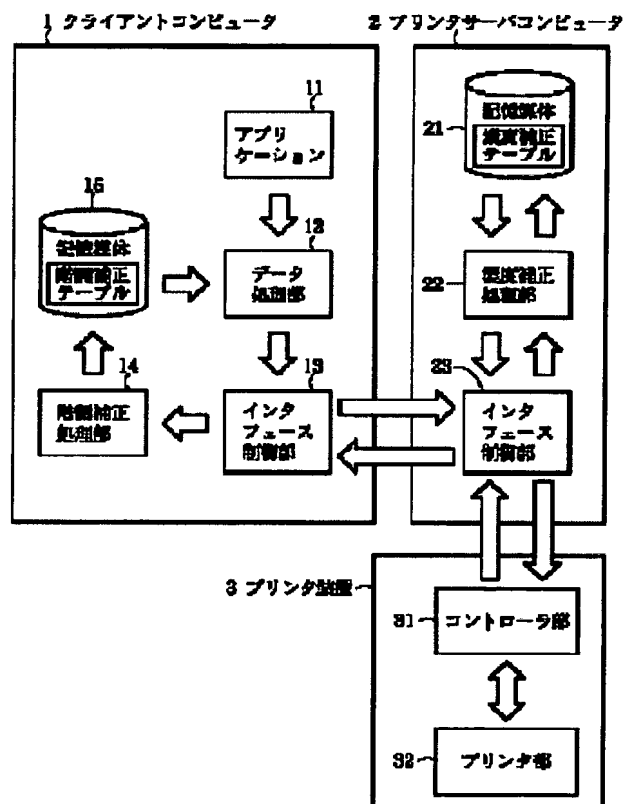 1 クライアントコンピュータ
2 プリンタサーバコンピュータ
11
アプリ
ケーション
15
記憶媒体
階調補正
テーブル
12
データ
処理部
14
階調補正
処理部
13
インタ
フェース
制御部
21
記憶媒体
濃度補正
テーブル
22
濃度補正
処理部
23
インタ
フェース
制御部
3 プリンタ装置
31
コントローラ部
32
プリンタ部